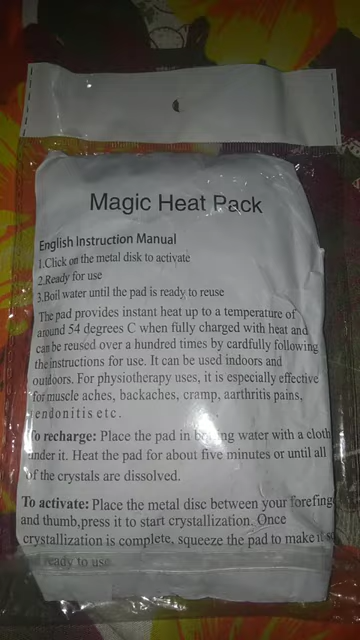 Magic Heat Pack
English Instruction Manual
1.Click on the metal disk to activate
2.Ready for use
3.Boil water until the pad is ready to reuse
The pad provides instant heat up to a temperature of
around 54 degrees C when fully charged with heat and
can be reused over a hundred times by cardfully following
the instructions for use. It can be used indoors and
outdoors. For physiotherapy uses, it is especially effective
for muscle aches, backaches, cramp, aarthritis pains,
tendonitis etc.
To recharge: Place the pad in boiling water with a cloth
under it. Heat the pad for about five minutes or until all
of the crystals are dissolved.
To activate: Place the metal disc between your forefing
and thumb,press it to start crystallization. Once
crystallization is complete, squeeze the pad to make it so
ready to use